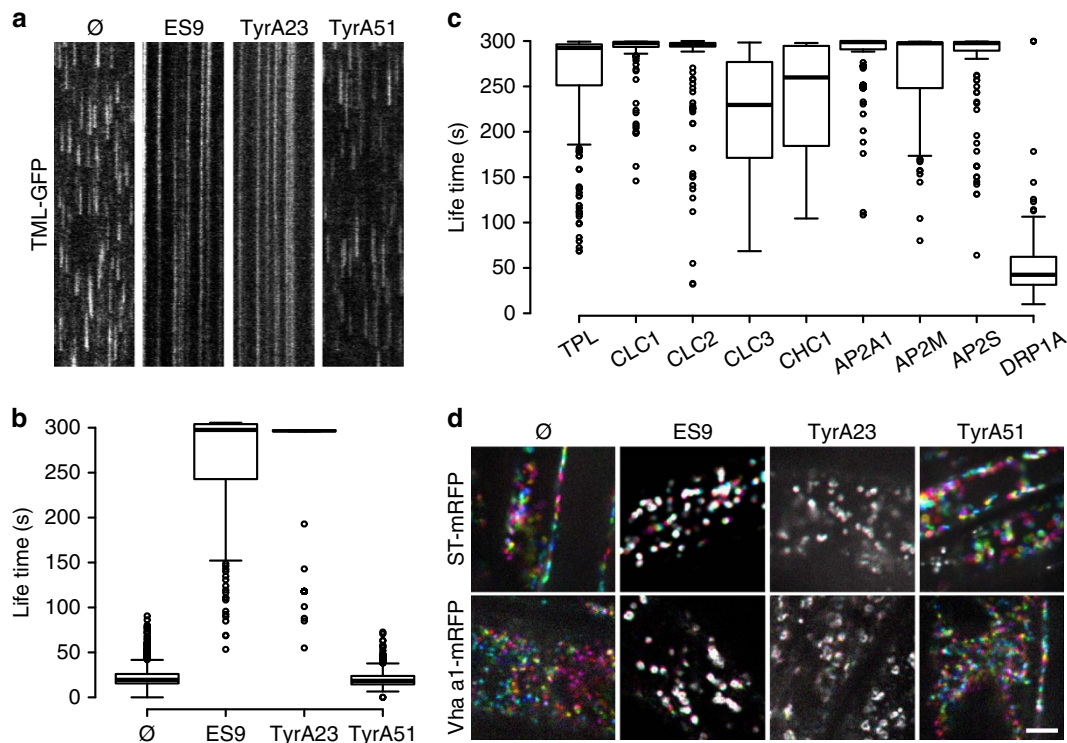 a
Ø ES9 TyrA23 TyrA51
TML-GFP
b
Life time (s)
300
250
200
150
100
50
0
Ø ES9 TyrA23 TyrA51
c
Life time (s)
300
250
200
150
100
50
0
TPL CLC1 CLC2 CLC3 CHC1 AP2A1 AP2M AP2S DRP1A
d
Ø ES9 TyrA23 TyrA51
ST-mRFP
Vha a1-mRFP